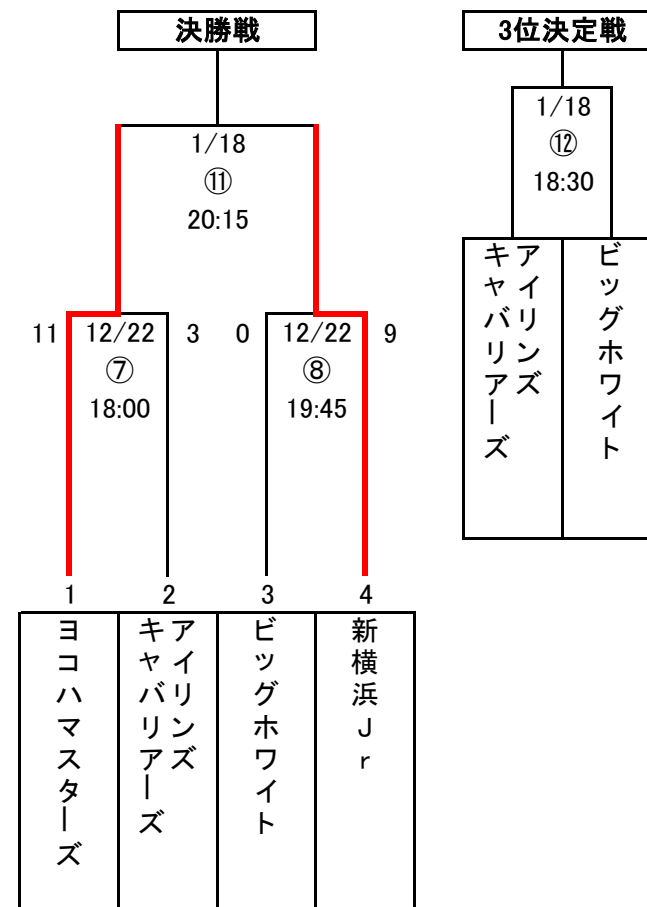 決勝戦
1/18
⑪
20:15
11 12/22 3 0 12/22 9
⑦ ⑧
18:00 19:45
1 2 3 4
ヨコハマスターズ
アイリンズ
キャバリアーズ
ビッグホワイト
新横浜Jr
3位決定戦
1/18
⑫
18:30
アイリンズ
キャバリアーズ
ビッグホワイト